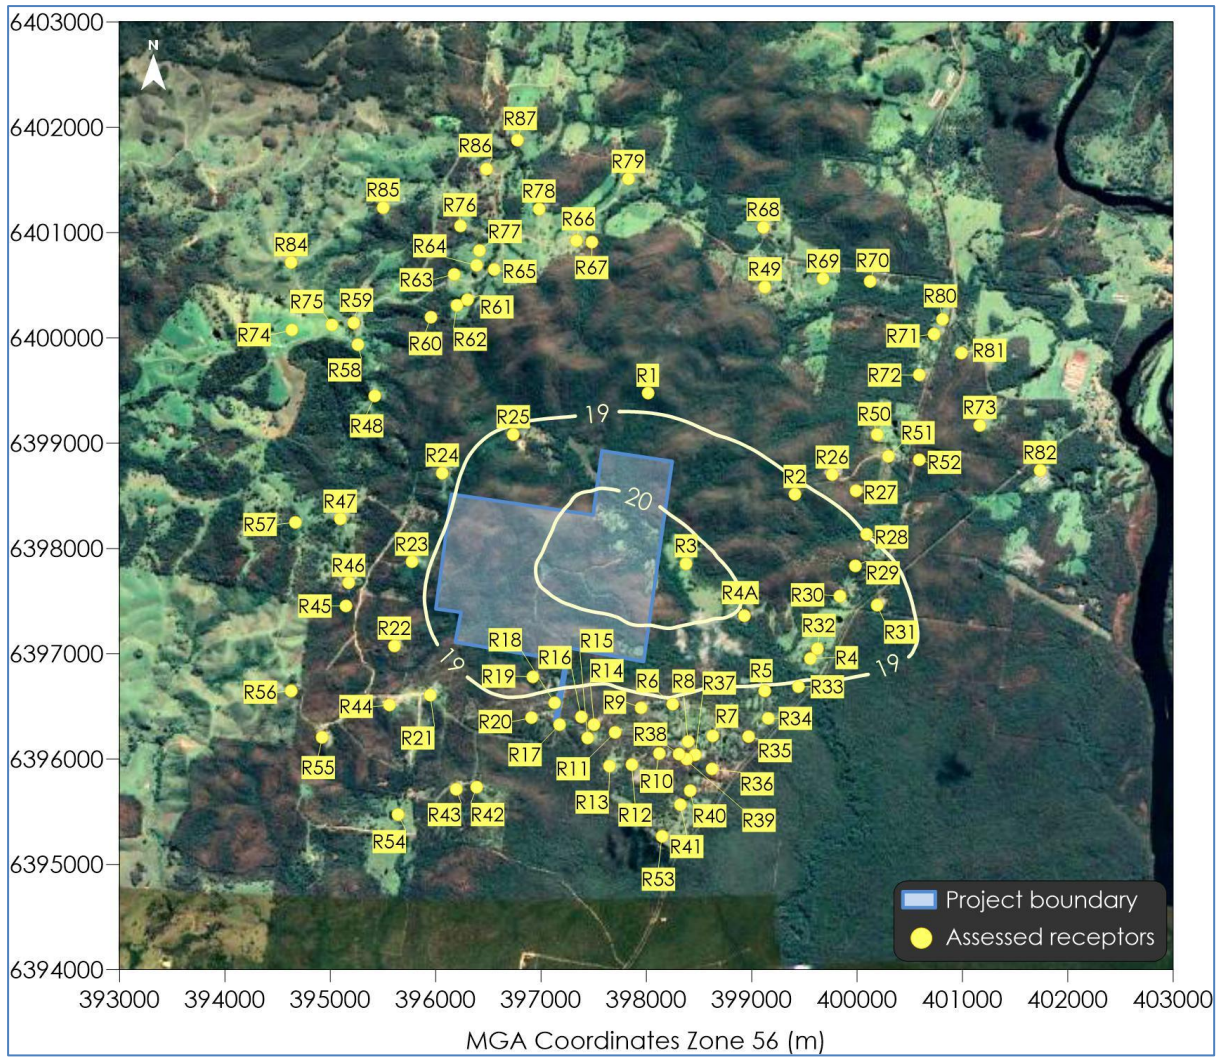 6403000
N
R87
6402000
R86
R79
R85
R78
R76
R66
R68
6401000
R77
R64
R84
R67
R63
R65
R49
R69
R70
R75
R59
R61
R80
6400000
R74
R60
R62
R71
R81
R58
R72
R1
R48
R73
19
R25
R50
6399000
R51
R24
R26
R52
R82
R2
R27
20
R47
R57
R28
6398000
R23
R3
R46
R29
R4A
R30
R45
R31
R22
R18
R15
R32
6397000
R16
R14
R4
19
19
R19
R6
R8
R37
R5
R33
R56
R9
R44
R20
R7
R34
R21
R17
R38
R35
6396000
R55
R11
R10
R36
R13
R12
R43
R42
R40
R39
R54
R41
6395000
R53
Project boundary
Assessed receptors
6394000
393000 394000 395000 396000 397000 398000 399000 400000 401000 402000 403000
MGA Coordinates Zone 56 (m)